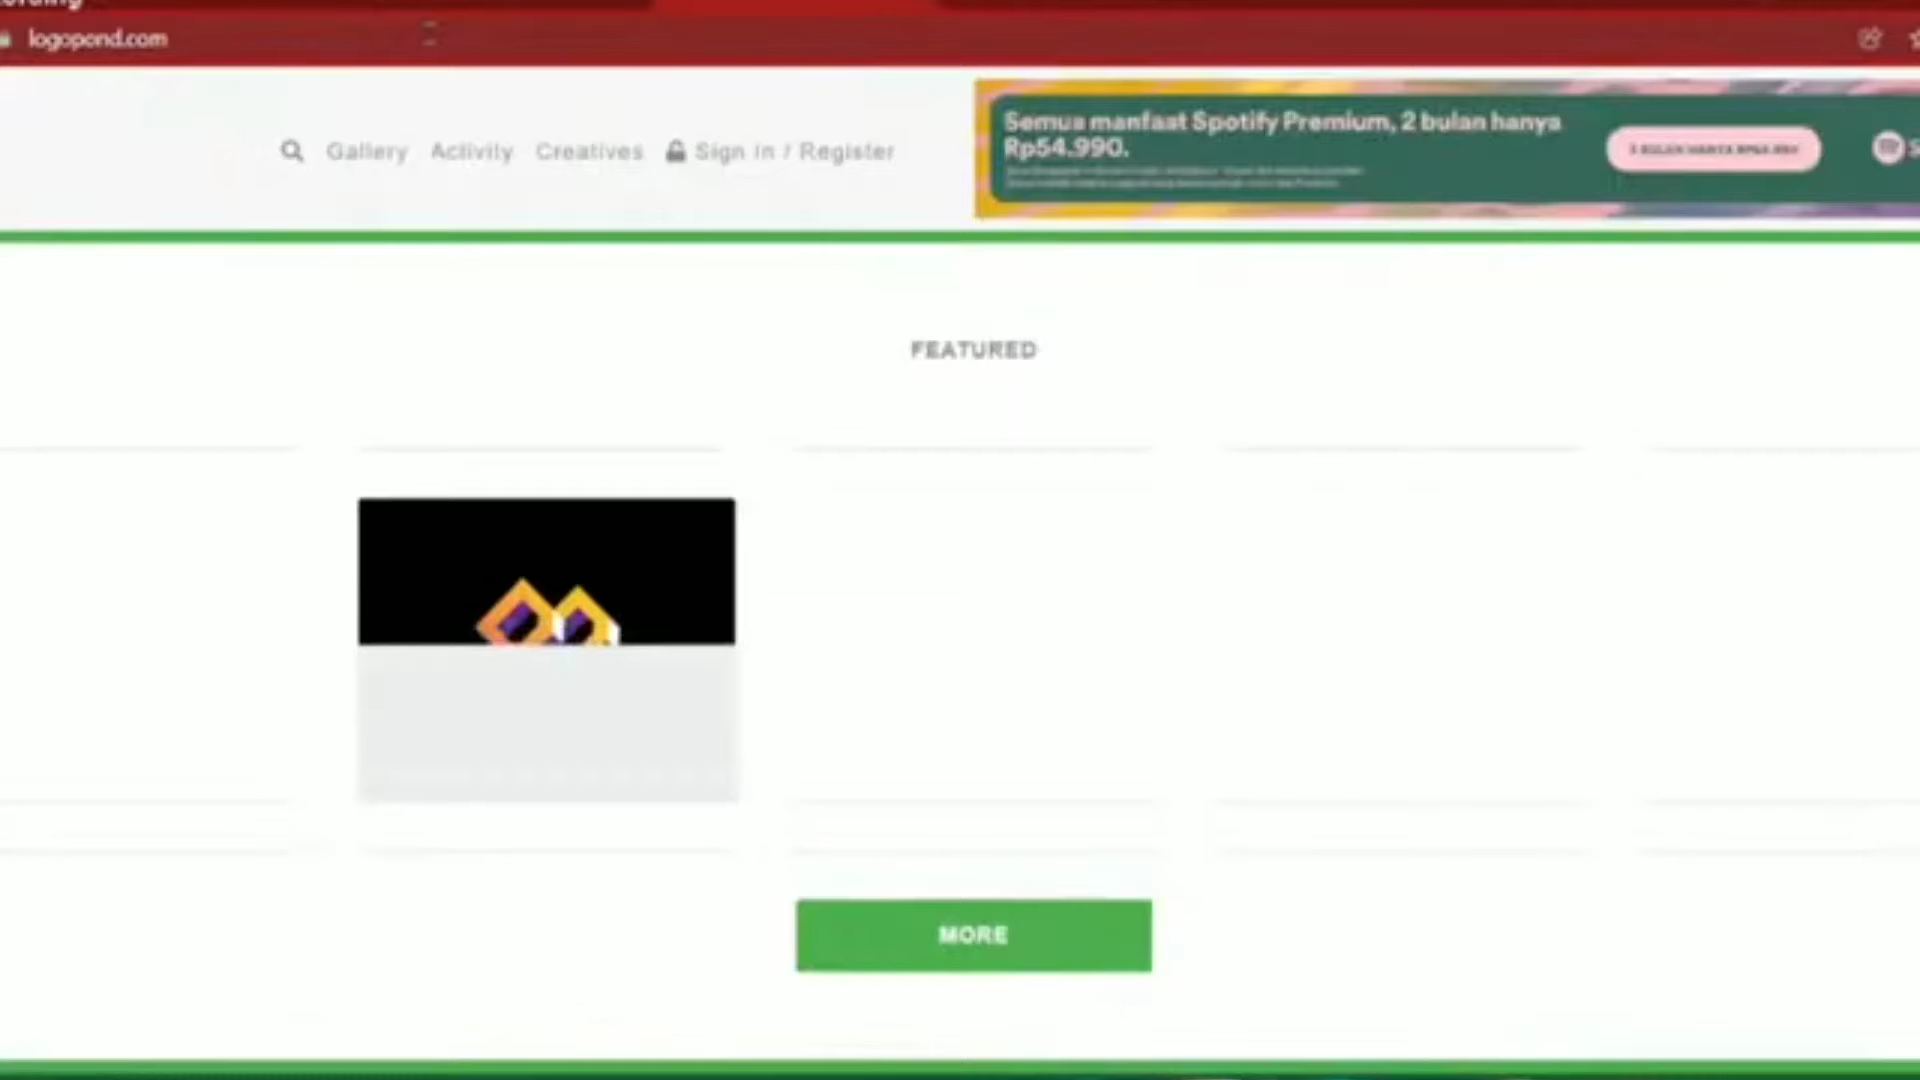 logopond.com
Gallery Activity Creatives Sign in / Register
Semua manfaat Spotify Premium, 2 bulan hanya
Rp54.990.
FEATURED
MORE